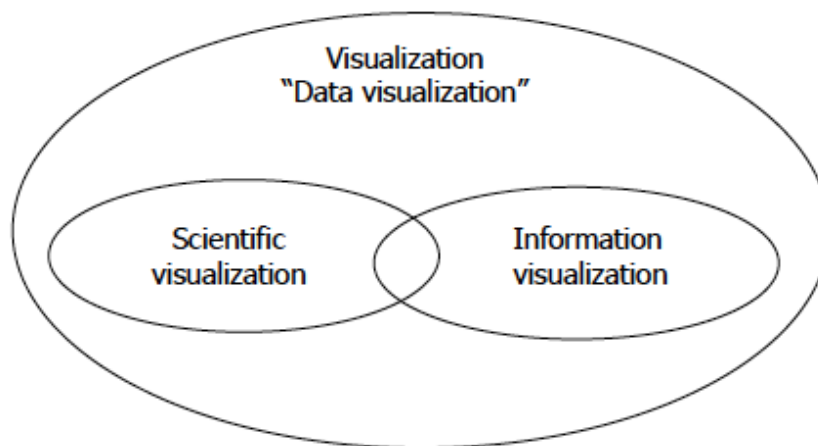 Visualization
“Data visualization”
Scientific
visualization
Information
visualization